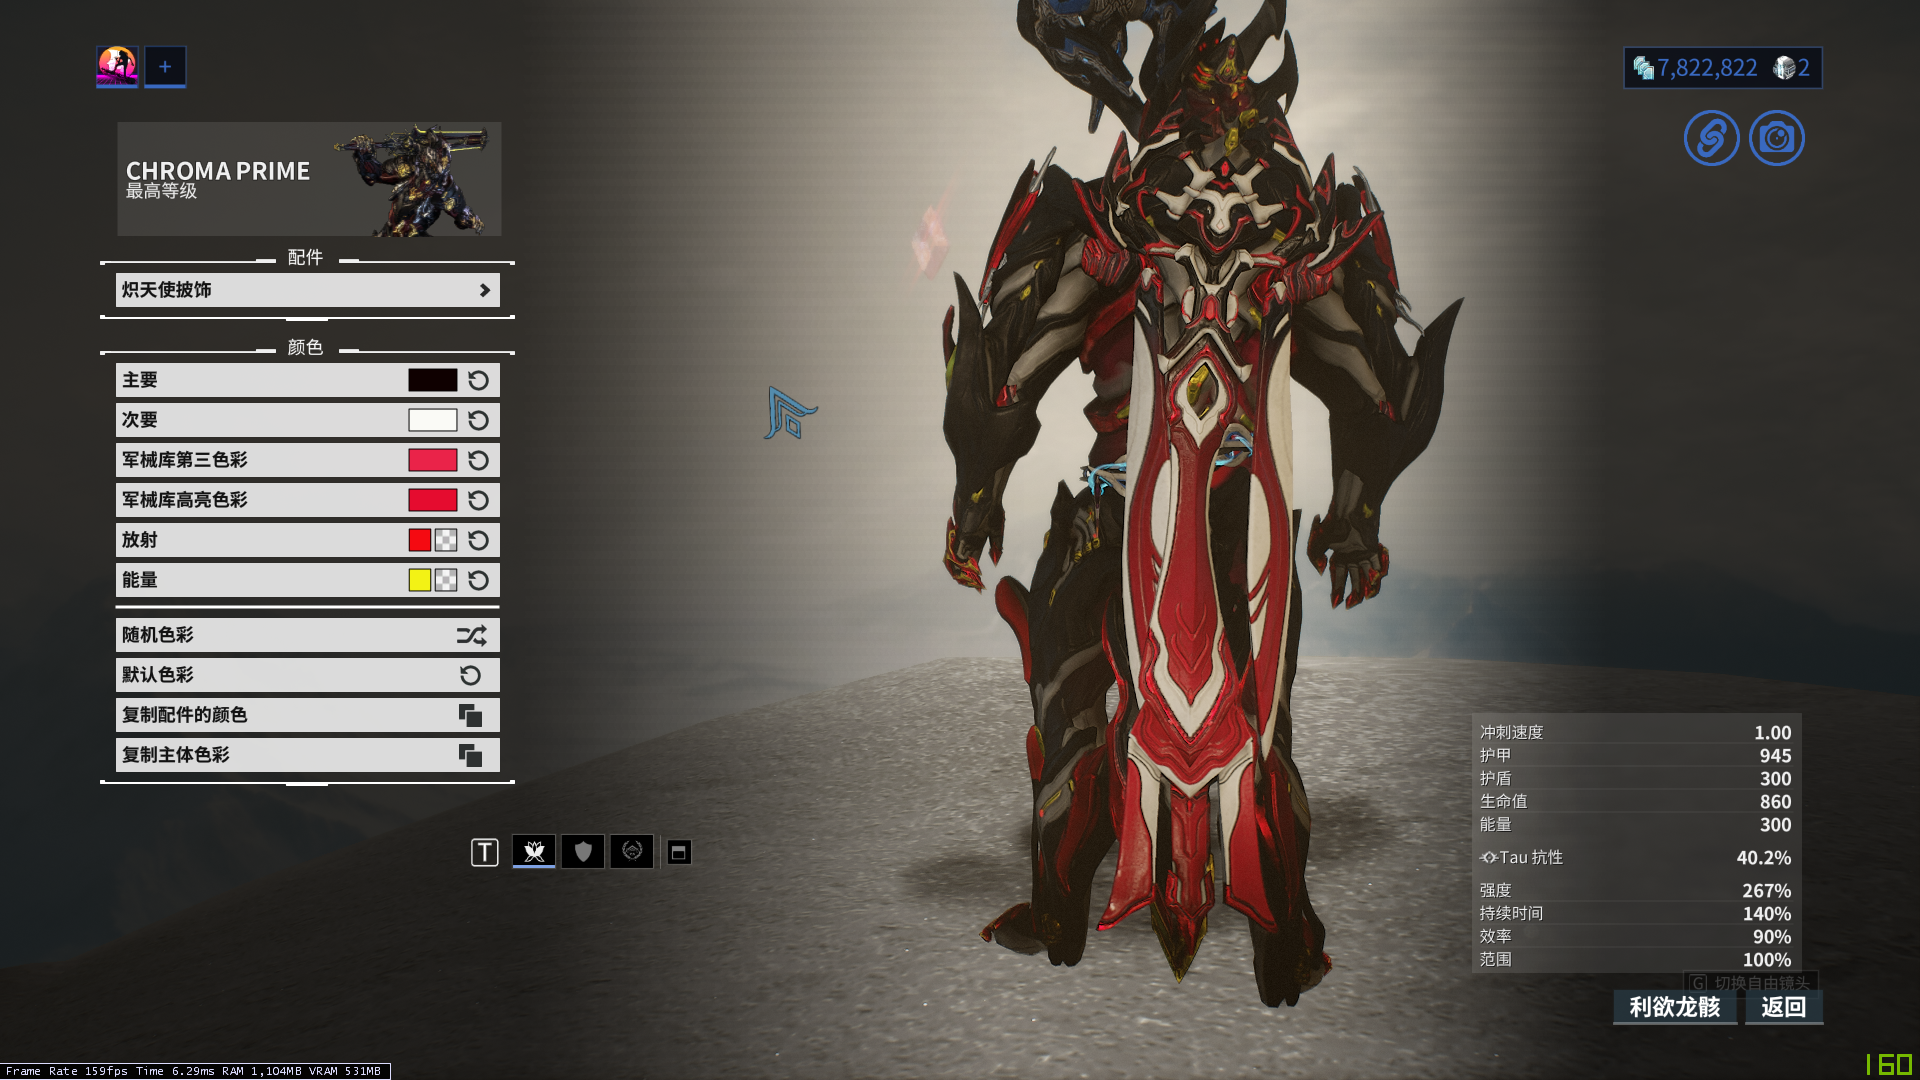 +
7,822,822 2
CHROMA PRIME
最高等级
配件
炽天使披饰
颜色
主要
次要
军械库第三色彩
军械库高亮色彩
放射
能量
随机色彩
默认色彩
复制配件的颜色
复制主体色彩
T
冲刺速度 1.00
护甲 945
护盾 300
生命值 860
能量 300
Tau 抗性 40.2%
强度 267%
持续时间 140%
效率 90%
范围 100%
G 切换自由镜头
利欲龙骸 返回
Frame Rate 159fps Time 6.29ms RAM 1,104MB VRAM 531MB
160